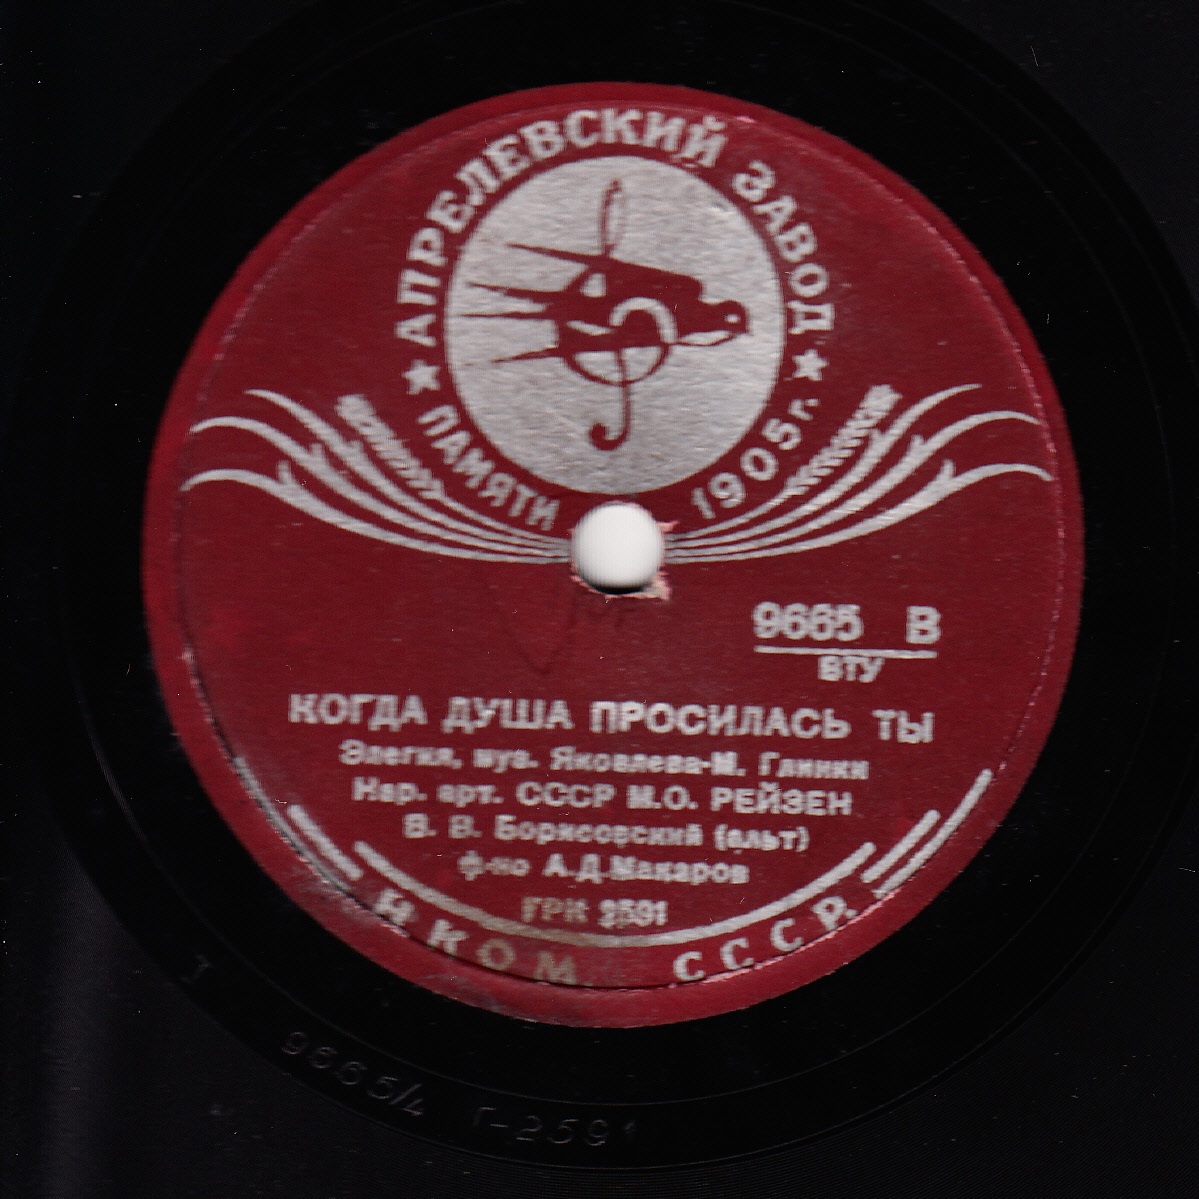 АПРЕЛЕВСКИЙ ЗАВОД
ПАМЯТИ 1905г.
9665 В
ВТУ
КОГДА ДУША ПРОСИЛАСЬ ТЫ
Элегия, муз. Яковлева-М. Глинки
Нар. арт. СССР М.О. РЕЙЗЕН
В. В. Борисовский (альт)
ф-но А.Д.Макаров
ГРК 2591
НКОМ СССР.
9665/4 Г-2591